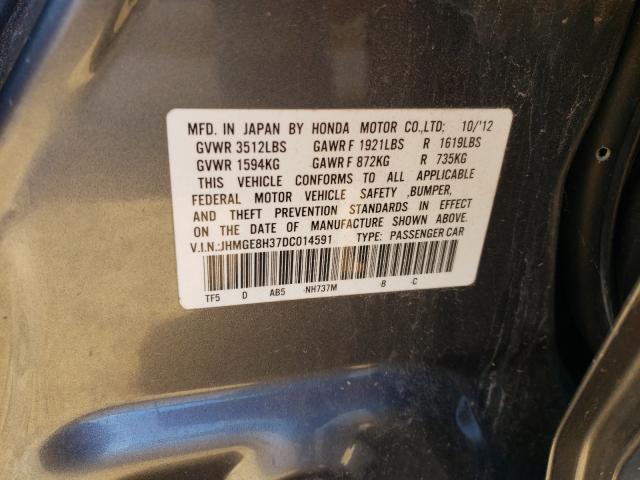 MFD. IN JAPAN BY HONDA MOTOR CO.,LTD; 10/'12
GVWR 3512LBS GAWR F 1921LBS R 1619LBS
GVWR 1594KG GAWR F 872KG R 735KG
THIS VEHICLE CONFORMS TO ALL APPLICABLE
FEDERAL MOTOR VEHICLE SAFETY ,BUMPER,
AND THEFT PREVENTION STANDARDS IN EFFECT
ON THE DATE OF MANUFACTURE SHOWN ABOVE.
V.I.N.:JHMGE8H37DC014591 TYPE: PASSENGER CAR
TF5 D AB5 -NH737M -B -C